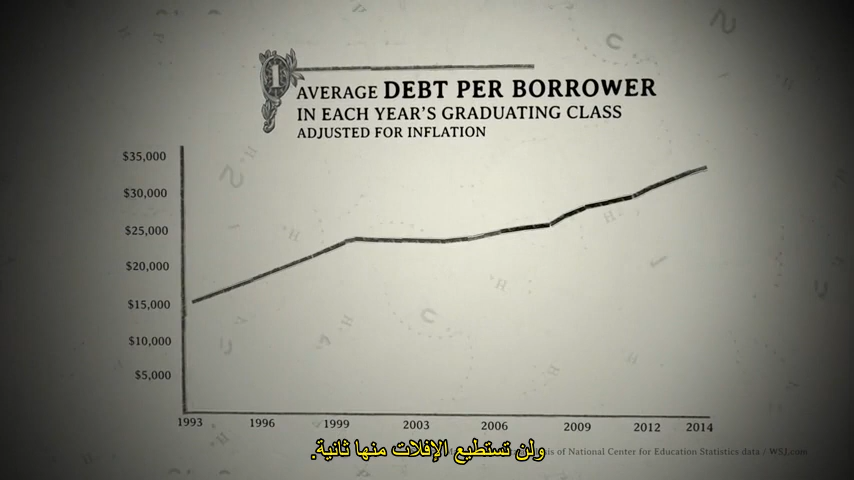 1
AVERAGE DEBT PER BORROWER
IN EACH YEAR'S GRADUATING CLASS
ADJUSTED FOR INFLATION
$35,000
$30,000
$25,000
$20,000
$15,000
$10,000
$5,000
1993 1996 1999 2003 2006 2009 2012 2014
ولن تستطيع الإفلات منها ثانية.
of National Center for Education Statistics data / WSJ.com